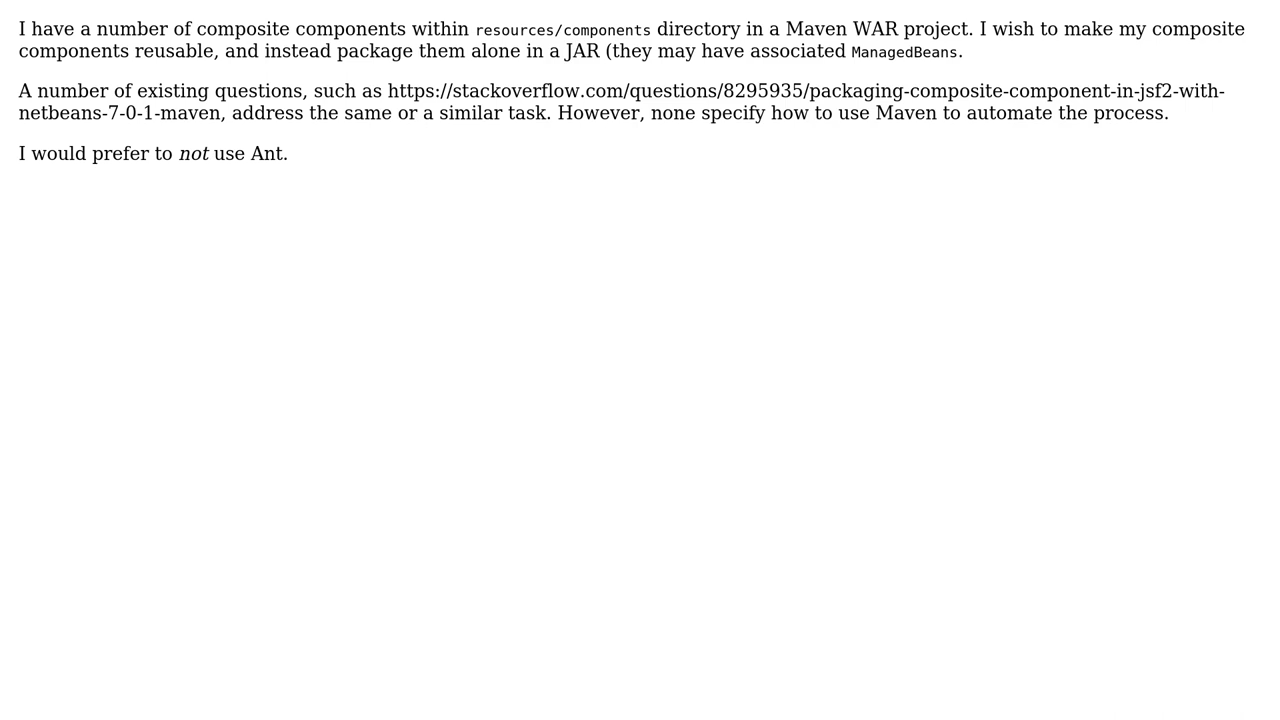 I have a number of composite components within resources/components directory in a Maven WAR project. I wish to make my composite
components reusable, and instead package them alone in a JAR (they may have associated ManagedBeans.
A number of existing questions, such as https://stackoverflow.com/questions/8295935/packaging-composite-component-in-jsf2-with-
netbeans-7-0-1-maven, address the same or a similar task. However, none specify how to use Maven to automate the process.
I would prefer to not use Ant.